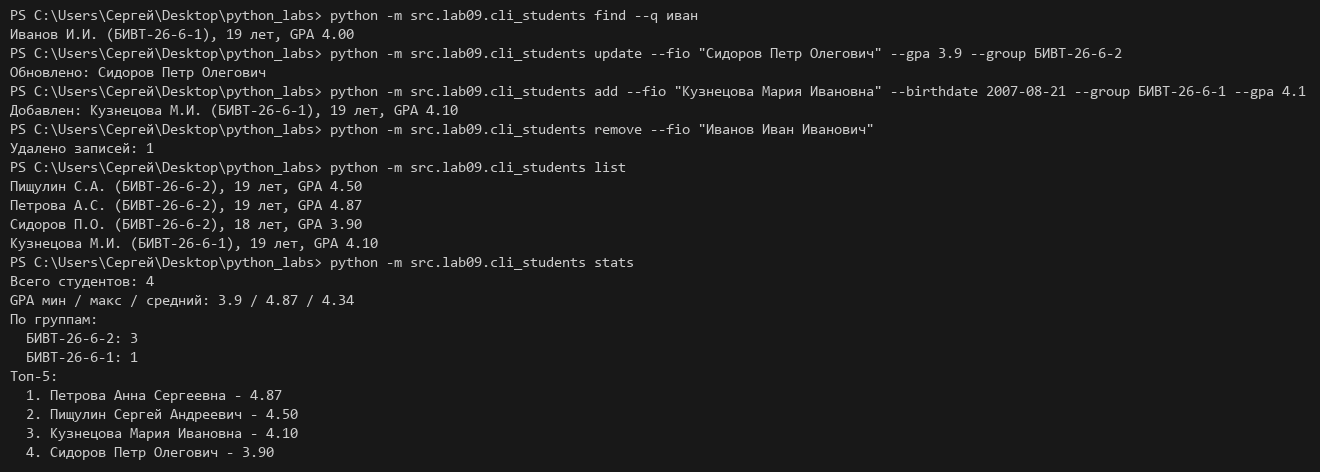 PS C:\Users\Сергей\Desktop\python_labs> python -m src.lab09.cli_students find --q иван
Иванов И.И. (БИВТ-26-6-1), 19 лет, GPA 4.00
PS C:\Users\Сергей\Desktop\python_labs> python -m src.lab09.cli_students update --fio "Сидоров Петр Олегович" --gpa 3.9 --group БИВТ-26-6-2
Обновлено: Сидоров Петр Олегович
PS C:\Users\Сергей\Desktop\python_labs> python -m src.lab09.cli_students add --fio "Кузнецова Мария Ивановна" --birthdate 2007-08-21 --group БИВТ-26-6-1 --gpa 4.1
Добавлен: Кузнецова М.И. (БИВТ-26-6-1), 19 лет, GPA 4.10
PS C:\Users\Сергей\Desktop\python_labs> python -m src.lab09.cli_students remove --fio "Иванов Иван Иванович"
Удалено записей: 1
PS C:\Users\Сергей\Desktop\python_labs> python -m src.lab09.cli_students list
Пищулин С.А. (БИВТ-26-6-2), 19 лет, GPA 4.50
Петрова А.С. (БИВТ-26-6-2), 19 лет, GPA 4.87
Сидоров П.О. (БИВТ-26-6-2), 18 лет, GPA 3.90
Кузнецова М.И. (БИВТ-26-6-1), 19 лет, GPA 4.10
PS C:\Users\Сергей\Desktop\python_labs> python -m src.lab09.cli_students stats
Всего студентов: 4
GPA мин / макс / средний: 3.9 / 4.87 / 4.34
По группам:
  БИВТ-26-6-2: 3
  БИВТ-26-6-1: 1
Топ-5:
  1. Петрова Анна Сергеевна - 4.87
  2. Пищулин Сергей Андреевич - 4.50
  3. Кузнецова Мария Ивановна - 4.10
  4. Сидоров Петр Олегович - 3.90